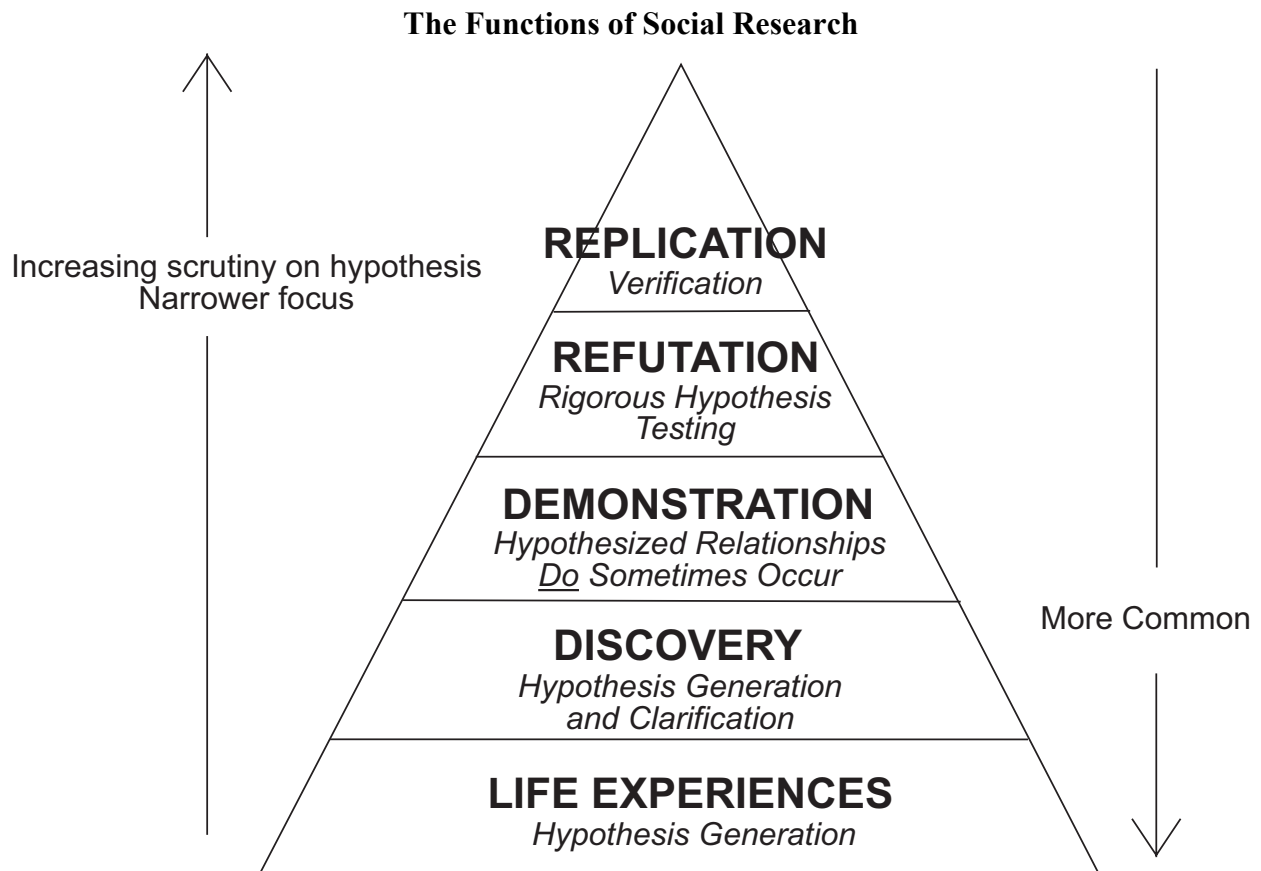 The Functions of Social Research
REPLICATION
Verification
Increasing scrutiny on hypothesis
Narrower focus
REFUTATION
Rigorous Hypothesis
Testing
DEMONSTRATION
Hypothesized Relationships
Do Sometimes Occur
More Common
DISCOVERY
Hypothesis Generation
and Clarification
LIFE EXPERIENCES
Hypothesis Generation